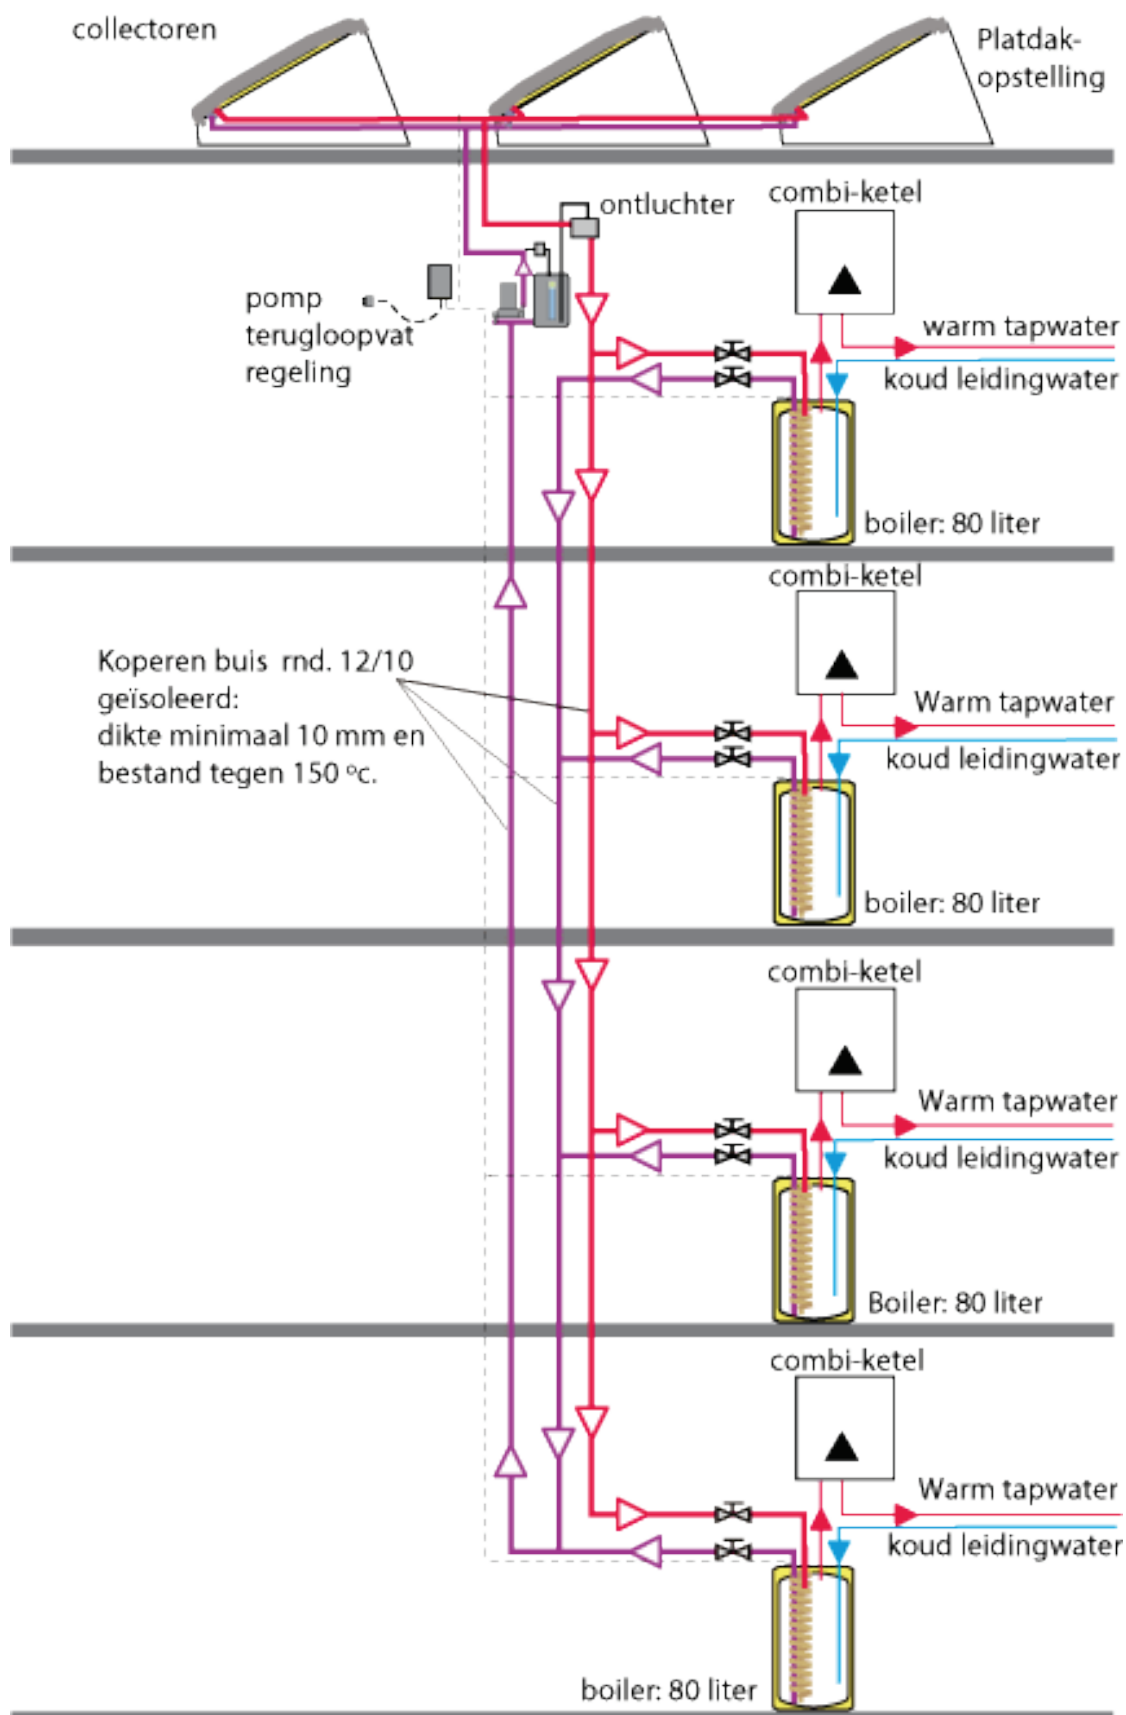 collectoren
Platdak-
opstelling
combi-ketel
ontluchter
pomp
terugloopvat
regeling
warm tapwater
koud leidingwater
boiler: 80 liter
combi-ketel
Koperen buis rnd. 12/10
geïsoleerd:
dikte minimaal 10 mm en
bestand tegen 150 ºc.
Warm tapwater
koud leidingwater
boiler: 80 liter
combi-ketel
Warm tapwater
koud leidingwater
Boiler: 80 liter
combi-ketel
Warm tapwater
koud leidingwater
boiler: 80 liter